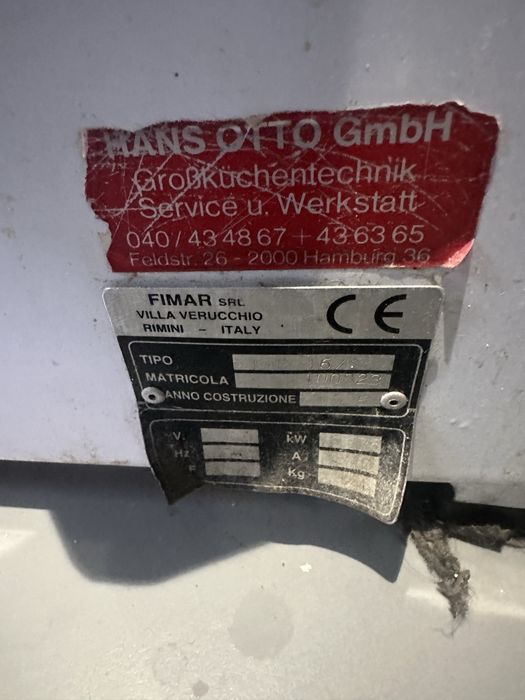 HANS OTTO GmbH
Großküchentechnik
Service u. Werkstatt
040/43 48 67 + 43 63 65
Feldstr. 26 - 2000 Hamburg 36
FIMAR SRL
VILLA VERUCCHIO
RIMINI - ITALY
CE
TIPO
MATRICOLA
ANNO COSTRUZIONE
V. kW
Hz A
F Kg